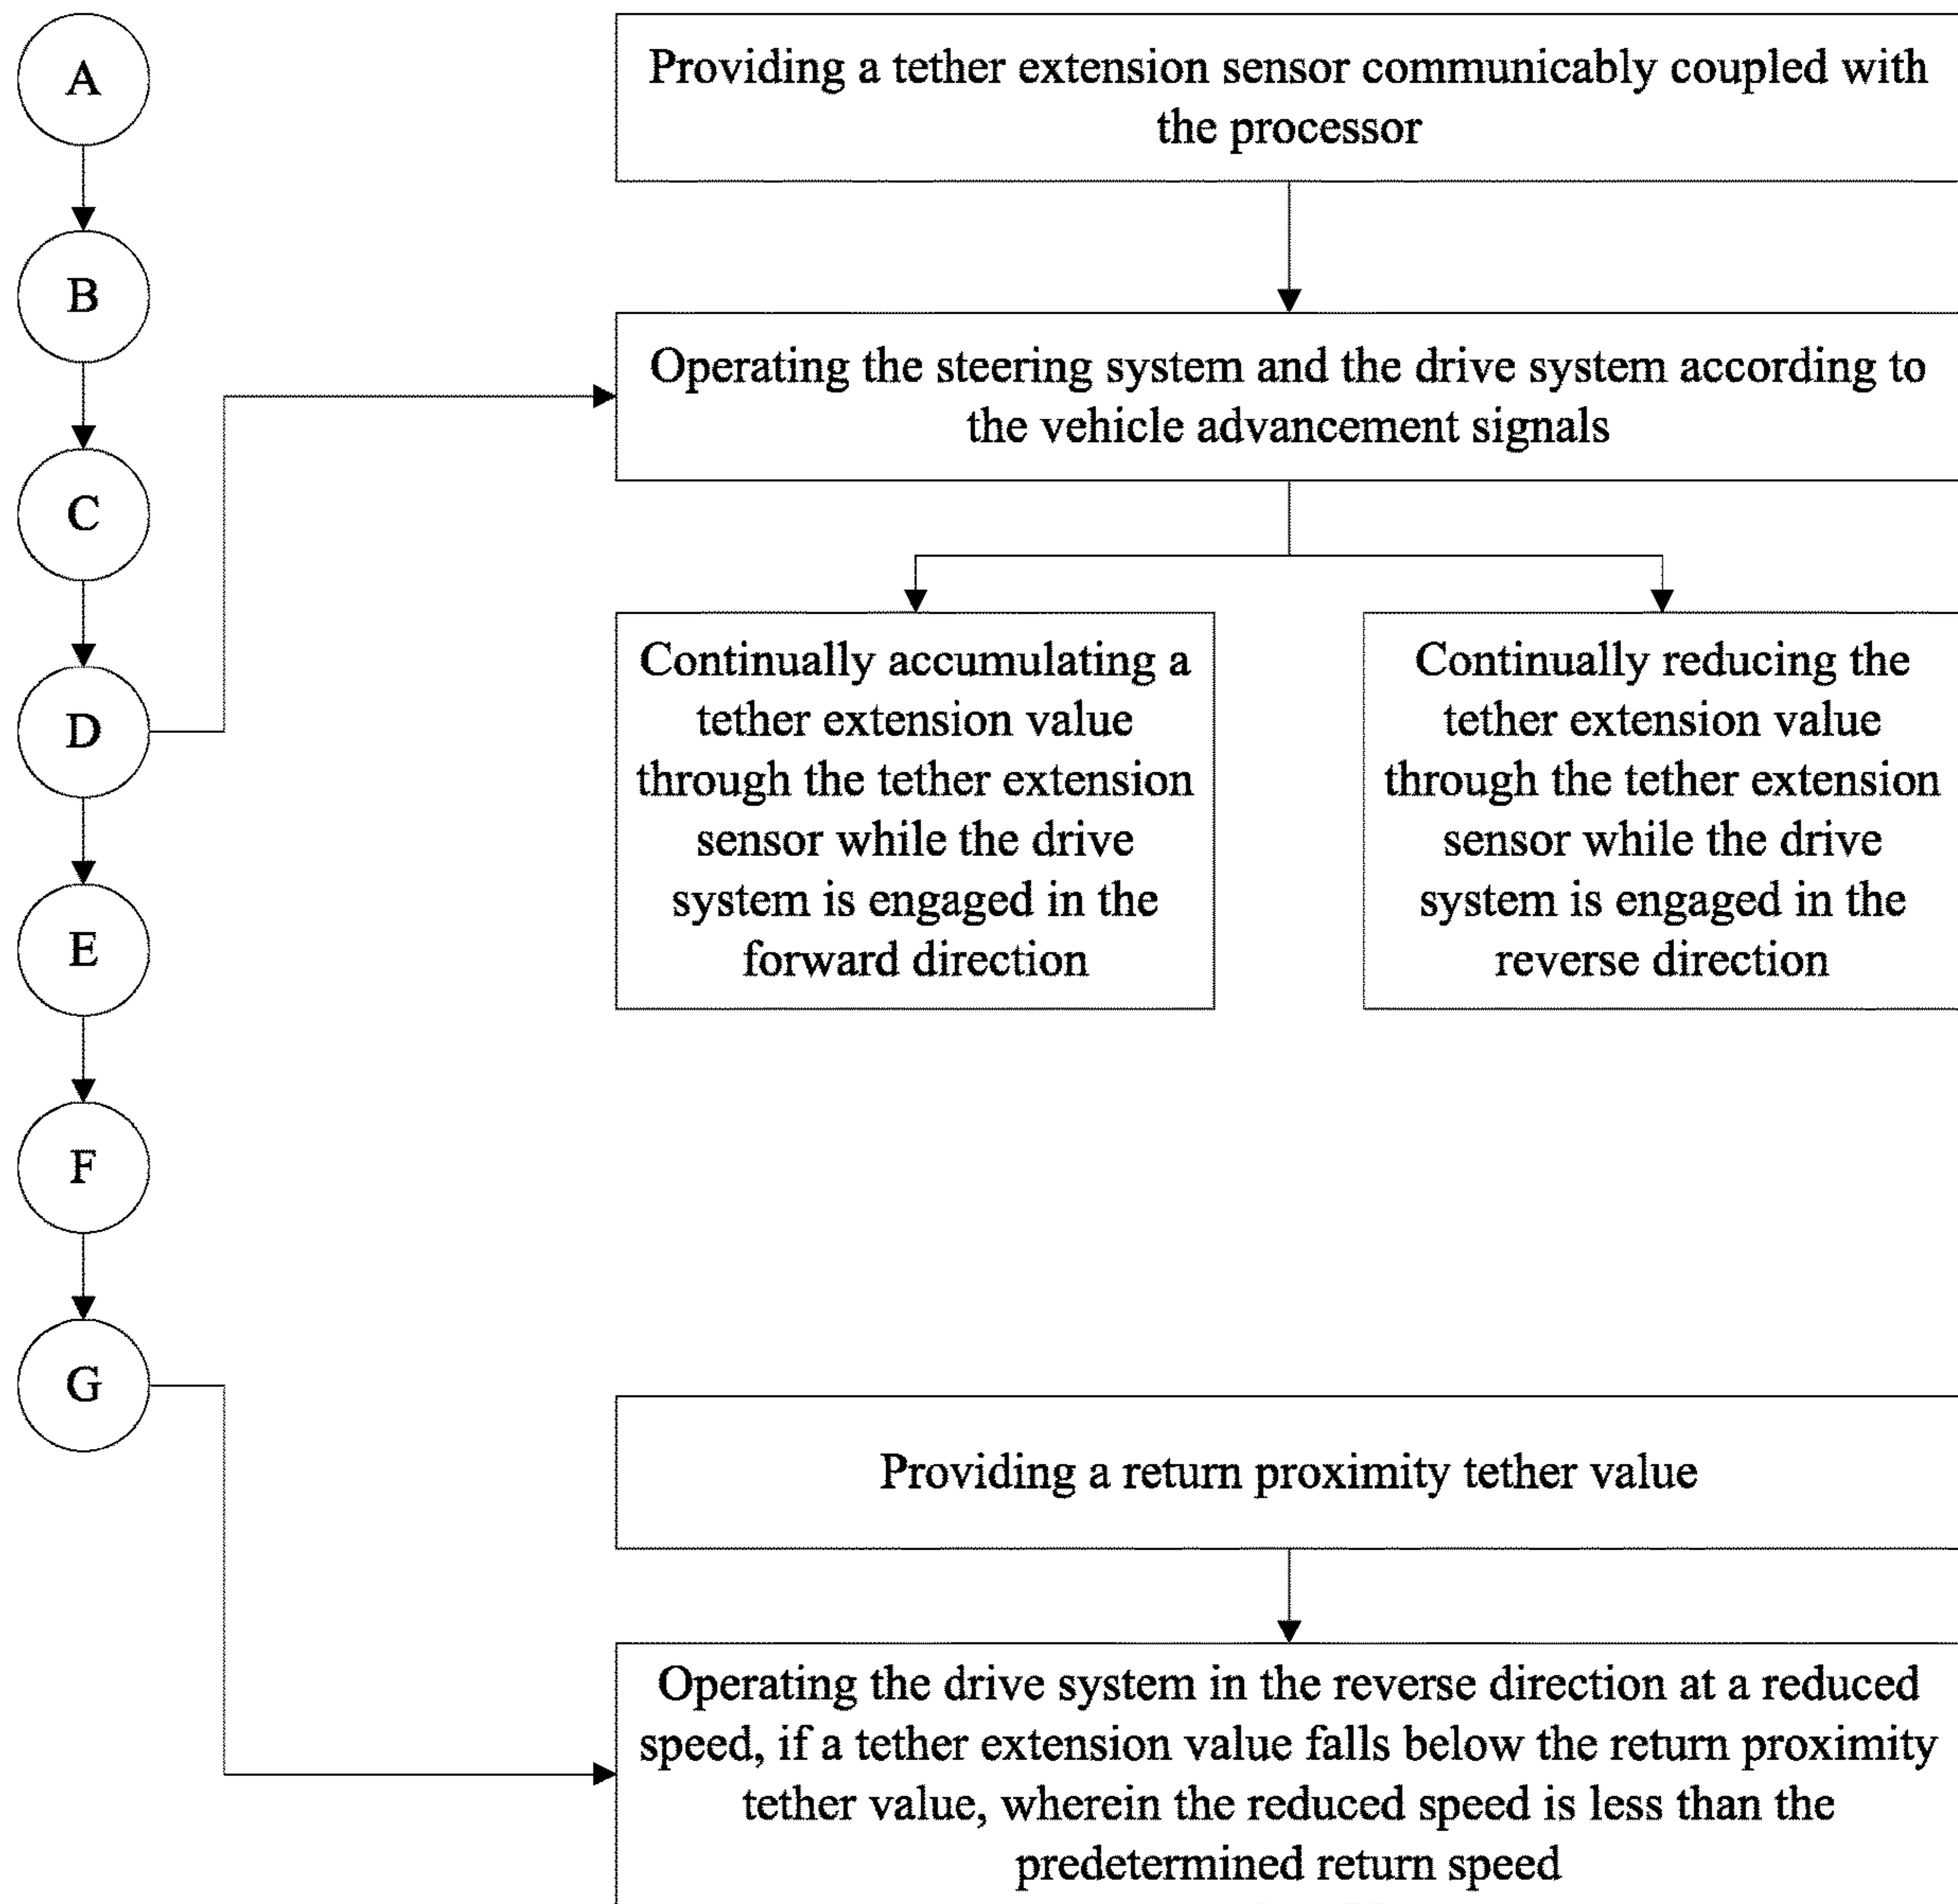 A
Providing a tether extension sensor communicably coupled with
the processor
B
Operating the steering system and the drive system according to
the vehicle advancement signals
C
D
Continually accumulating a
tether extension value
through the tether extension
sensor while the drive
system is engaged in the
forward direction
Continually reducing the
tether extension value
through the tether extension
sensor while the drive
system is engaged in the
reverse direction
E
F
G
Providing a return proximity tether value
Operating the drive system in the reverse direction at a reduced
speed, if a tether extension value falls below the return proximity
tether value, wherein the reduced speed is less than the
predetermined return speed